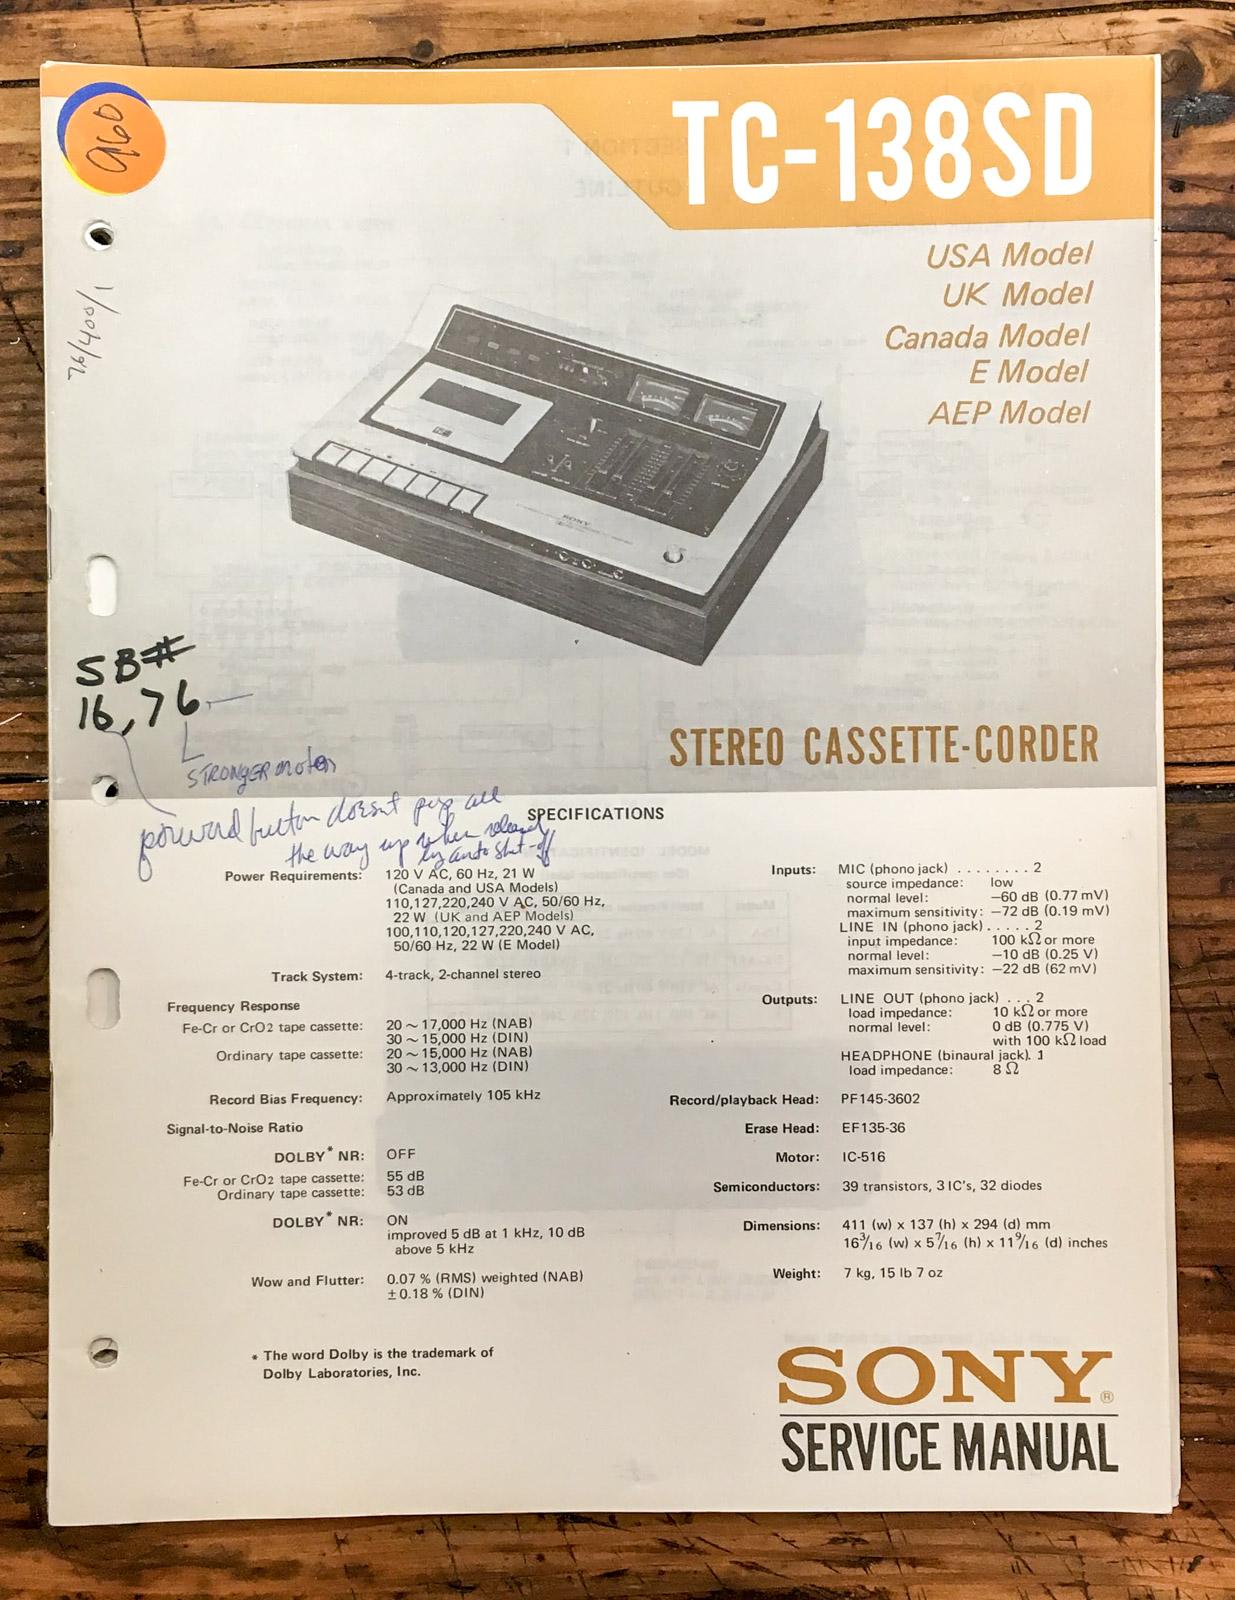 960
TC-138SD
USA Model
UK Model
Canada Model
E Model
AEP Model
76/400/1
SONY
SB#
16,76
STRONGER motor
forward button doesnt pop all
the way up when released
by auto shut-off
STEREO CASSETTE-CORDER
SPECIFICATIONS
Power Requirements: 120 V AC, 60 Hz, 21 W
(Canada and USA Models)
110,127,220,240 V AC, 50/60 Hz,
22 W (UK and AEP Models)
100,110,120,127,220,240 V AC,
50/60 Hz, 22 W (E Model)
Track System: 4-track, 2-channel stereo
Frequency Response
Fe-Cr or CrO2 tape cassette: 20 ~ 17,000 Hz (NAB)
30 ~ 15,000 Hz (DIN)
Ordinary tape cassette: 20 ~ 15,000 Hz (NAB)
30 ~ 13,000 Hz (DIN)
Record Bias Frequency: Approximately 105 kHz
Signal-to-Noise Ratio
DOLBY* NR: OFF
Fe-Cr or CrO2 tape cassette: 55 dB
Ordinary tape cassette: 53 dB
DOLBY* NR: ON
improved 5 dB at 1 kHz, 10 dB
above 5 kHz
Wow and Flutter: 0.07 % (RMS) weighted (NAB)
±0.18 % (DIN)
* The word Dolby is the trademark of
Dolby Laboratories, Inc.
Inputs: MIC (phono jack) . . . . . . . . 2
source impedance: low
normal level: −60 dB (0.77 mV)
maximum sensitivity: −72 dB (0.19 mV)
LINE IN (phono jack) . . . . . 2
input impedance: 100 kΩ or more
normal level: −10 dB (0.25 V)
maximum sensitivity: −22 dB (62 mV)
Outputs: LINE OUT (phono jack) . . . 2
load impedance: 10 kΩ or more
normal level: 0 dB (0.775 V)
with 100 kΩ load
HEADPHONE (binaural jack). 1
load impedance: 8 Ω
Record/playback Head: PF145-3602
Erase Head: EF135-36
Motor: IC-516
Semiconductors: 39 transistors, 3 IC's, 32 diodes
Dimensions: 411 (w) x 137 (h) x 294 (d) mm
16 3/16 (w) x 5 7/16 (h) x 11 9/16 (d) inches
Weight: 7 kg, 15 lb 7 oz
SONY®
SERVICE MANUAL